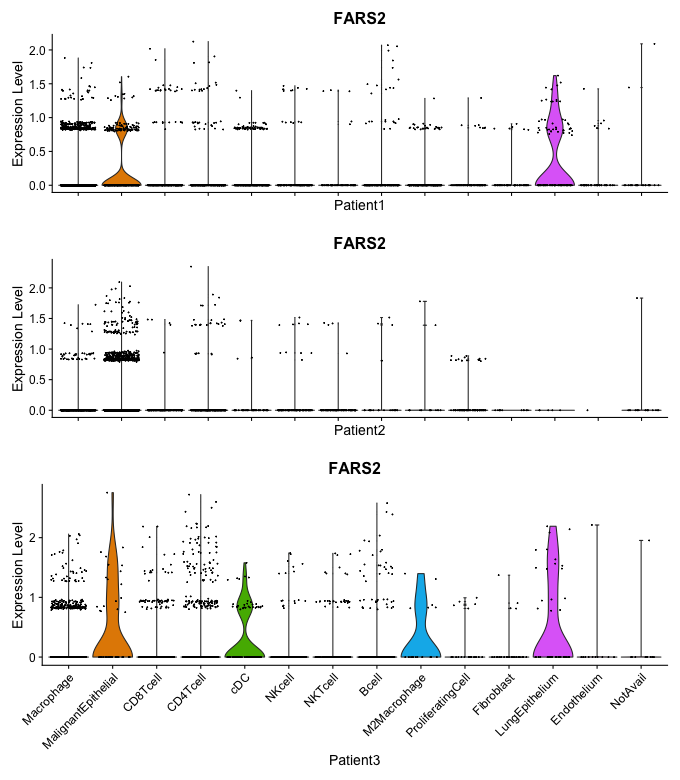 FARS2
Expression Level
2.0
1.5
1.0
0.5
0.0
Patient1
FARS2
Expression Level
2.0
1.5
1.0
0.5
0.0
Patient2
FARS2
Expression Level
2
1
0
Macrophage
MalignantEpithelial
CD8Tcell
CD4Tcell
cDC
NKcell
NKTcell
Bcell
M2Macrophage
ProliferatingCell
Fibroblast
LungEpithelium
Endothelium
NotAvail
Patient3